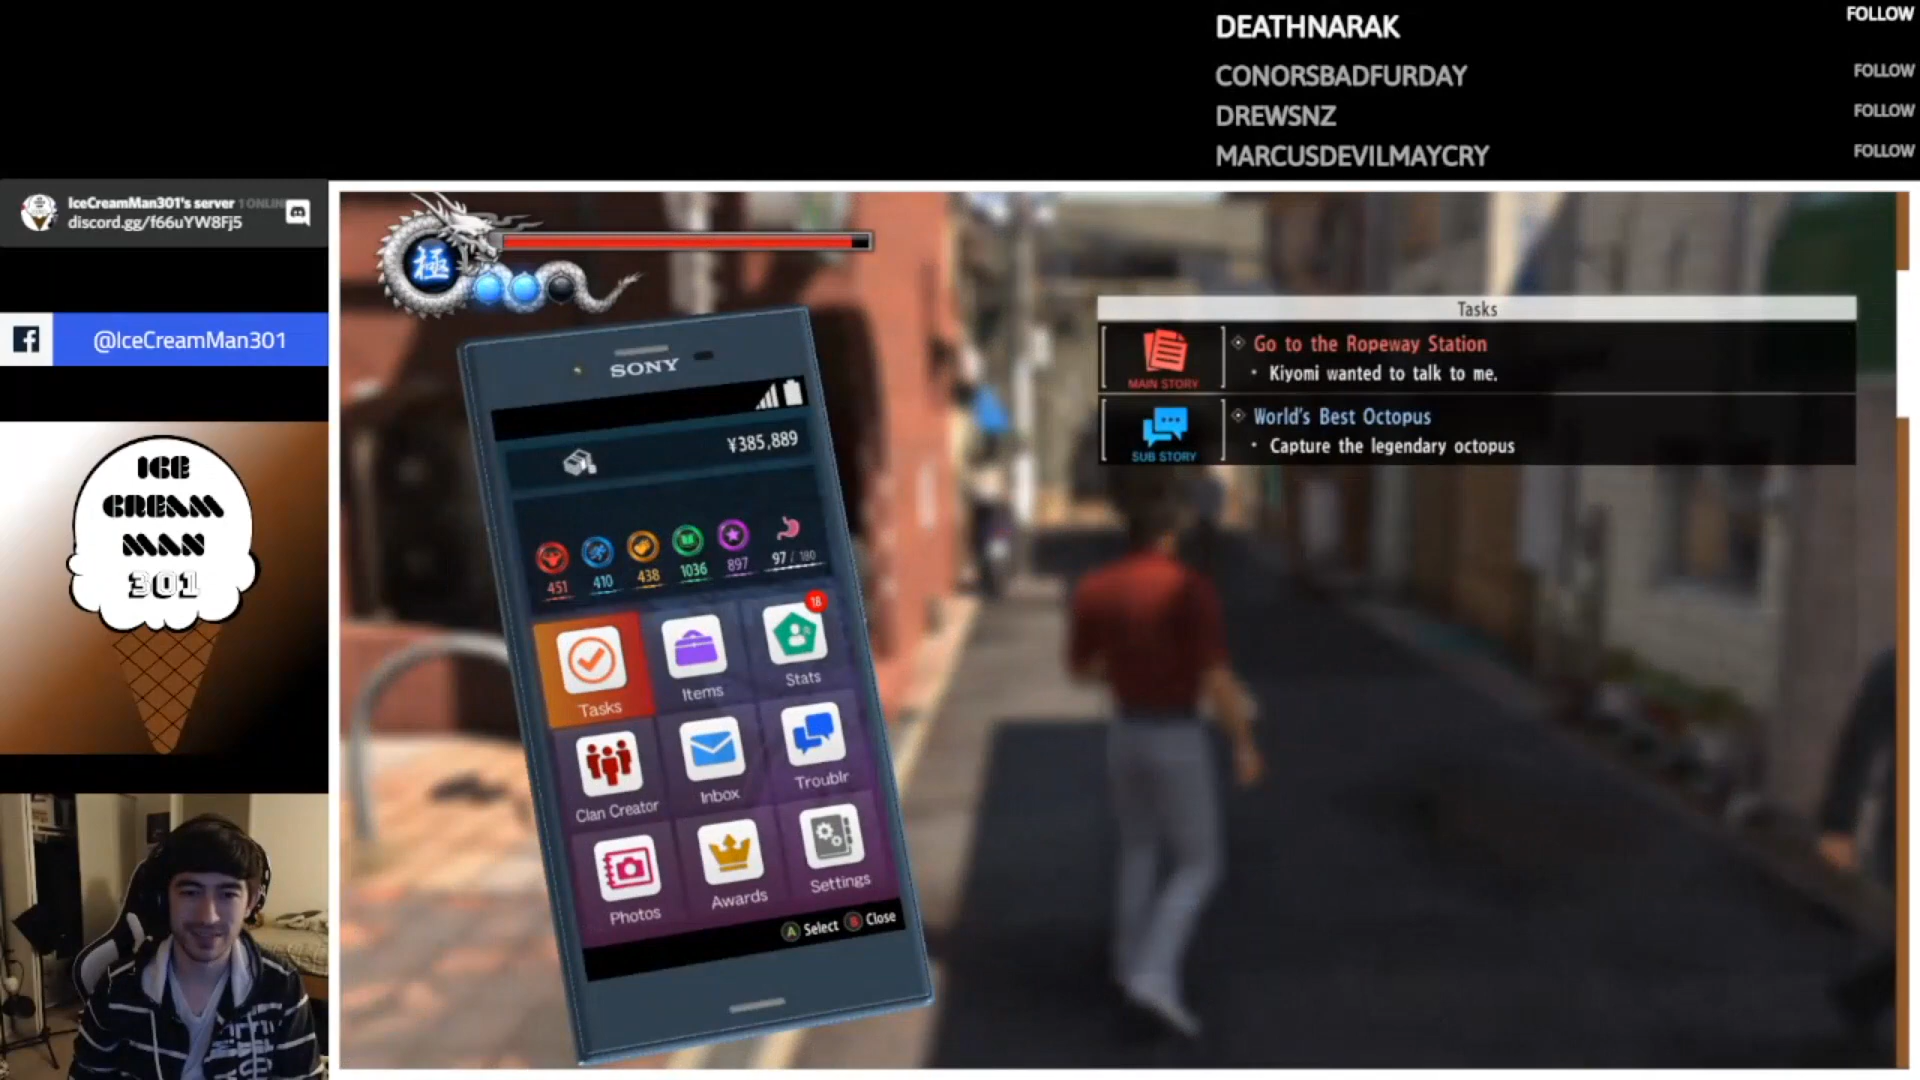 DEATHNARAK FOLLOW
CONORSBADFURDAY FOLLOW
DREWSNZ FOLLOW
MARCUSDEVILMAYCRY FOLLOW
IceCreamMan301's server
discord.gg/f66uYW8Fj5
@IceCreamMan301
ICE
CREAM
MAN
301
極
SONY
¥385,889
451 410 438 1036 897 97 / 180
18
Tasks Items Stats
Clan Creator Inbox Troublr
Photos Awards Settings
A Select B Close
Tasks
MAIN STORY
Go to the Ropeway Station
• Kiyomi wanted to talk to me.
SUB STORY
World's Best Octopus
• Capture the legendary octopus